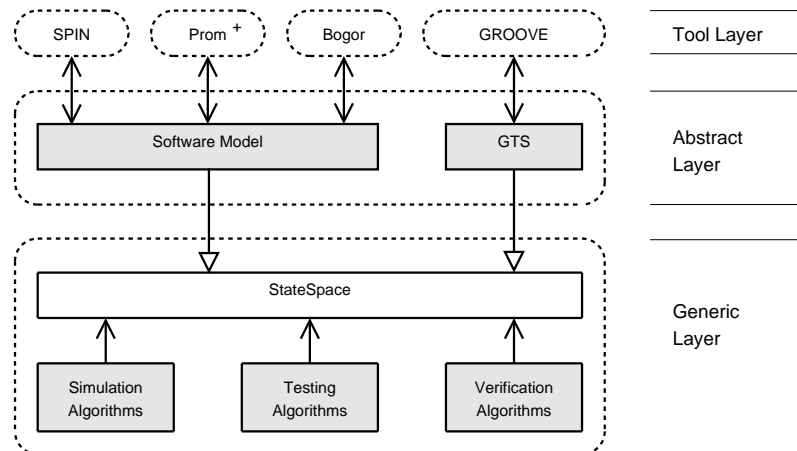 SPIN
Prom +
Bogor
GROOVE
Tool Layer
Software Model
GTS
Abstract
Layer
StateSpace
Generic
Layer
Simulation
Algorithms
Testing
Algorithms
Verification
Algorithms